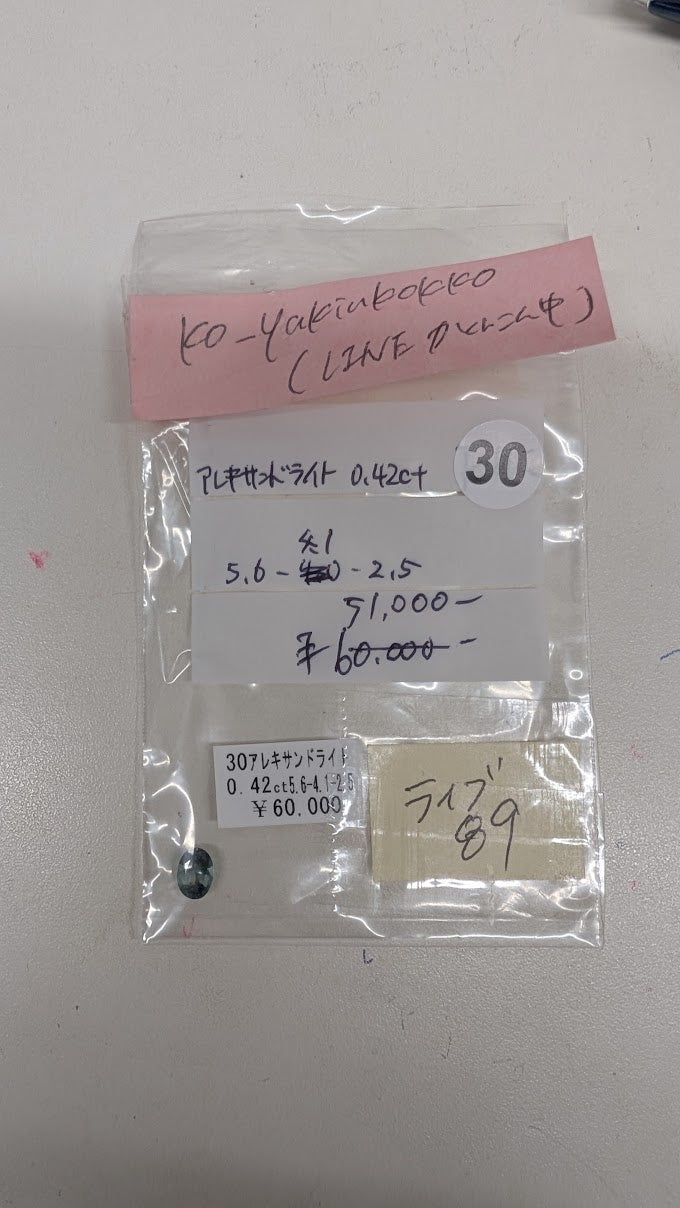 KO-yakinkokko
(LINE かくにん中)
アレキサンドライト 0.42ct
30
4.1
5.6- -2.5
51,000-
¥60.000-
30アレキサンドライト
0.42ct5.6-4.1-2.5
¥60.000
ライブ
89